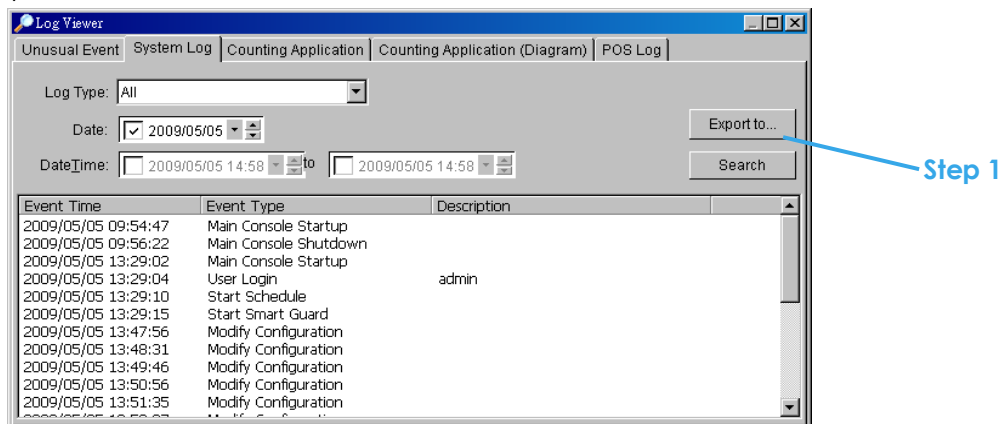 Log Viewer
Unusual Event System Log Counting Application Counting Application (Diagram) POS Log
Log Type: All
Date: 2009/05/05
Export to...
DateTime: 2009/05/05 14:58 to 2009/05/05 14:58
Search
Step 1
Event Time Event Type Description
2009/05/05 09:54:47 Main Console Startup
2009/05/05 09:56:22 Main Console Shutdown
2009/05/05 13:29:02 Main Console Startup
2009/05/05 13:29:04 User Login admin
2009/05/05 13:29:10 Start Schedule
2009/05/05 13:29:15 Start Smart Guard
2009/05/05 13:47:56 Modify Configuration
2009/05/05 13:48:31 Modify Configuration
2009/05/05 13:49:46 Modify Configuration
2009/05/05 13:50:56 Modify Configuration
2009/05/05 13:51:35 Modify Configuration